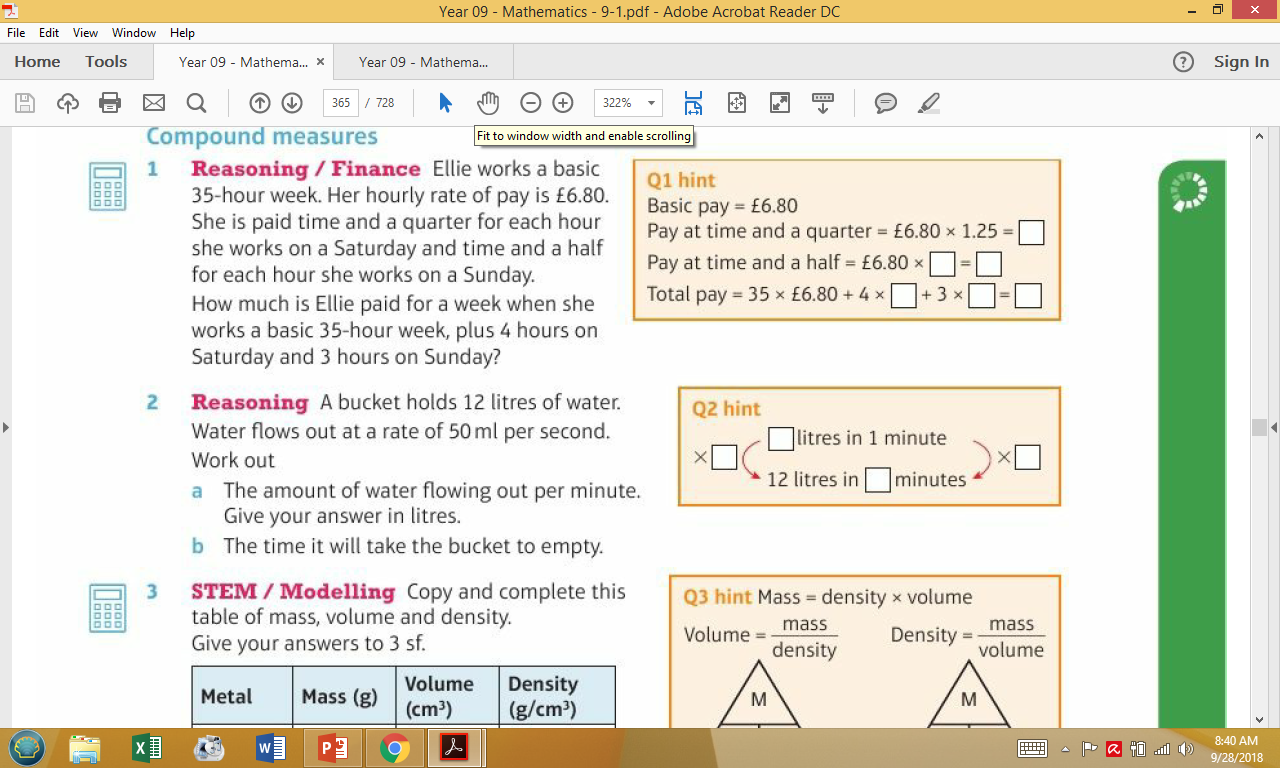 Year 09 - Mathematics - 9-1.pdf - Adobe Acrobat Reader DC
File Edit View Window Help
Home Tools Year 09 - Mathema... × Year 09 - Mathema... ? Sign In
365 / 728 322%
Fit to window width and enable scrolling
Compound measures
1 Reasoning / Finance Ellie works a basic
35-hour week. Her hourly rate of pay is £6.80.
She is paid time and a quarter for each hour
she works on a Saturday and time and a half
for each hour she works on a Sunday.
How much is Ellie paid for a week when she
works a basic 35-hour week, plus 4 hours on
Saturday and 3 hours on Sunday?
Q1 hint
Basic pay = £6.80
Pay at time and a quarter = £6.80 × 1.25 = □
Pay at time and a half = £6.80 × □ = □
Total pay = 35 × £6.80 + 4 × □ + 3 × □ = □
2 Reasoning A bucket holds 12 litres of water.
Water flows out at a rate of 50 ml per second.
Work out
a The amount of water flowing out per minute.
Give your answer in litres.
b The time it will take the bucket to empty.
Q2 hint
□ litres in 1 minute
× □ × □
12 litres in □ minutes
3 STEM / Modelling Copy and complete this
table of mass, volume and density.
Give your answers to 3 sf.
Metal Mass (g) Volume (cm³) Density (g/cm³)
Q3 hint Mass = density × volume
Volume = mass / density Density = mass / volume
M M
8:40 AM
9/28/2018